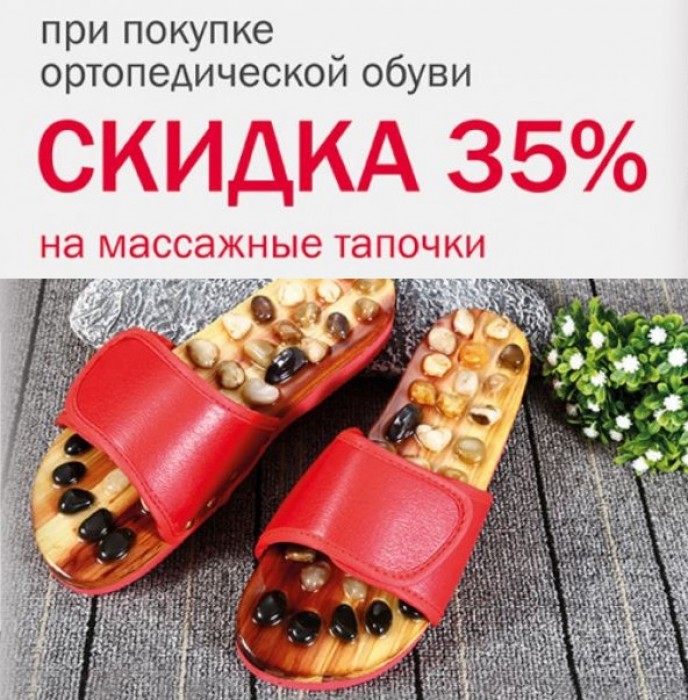 при покупке
ортопедической обуви
СКИДКА 35%
на массажные тапочки